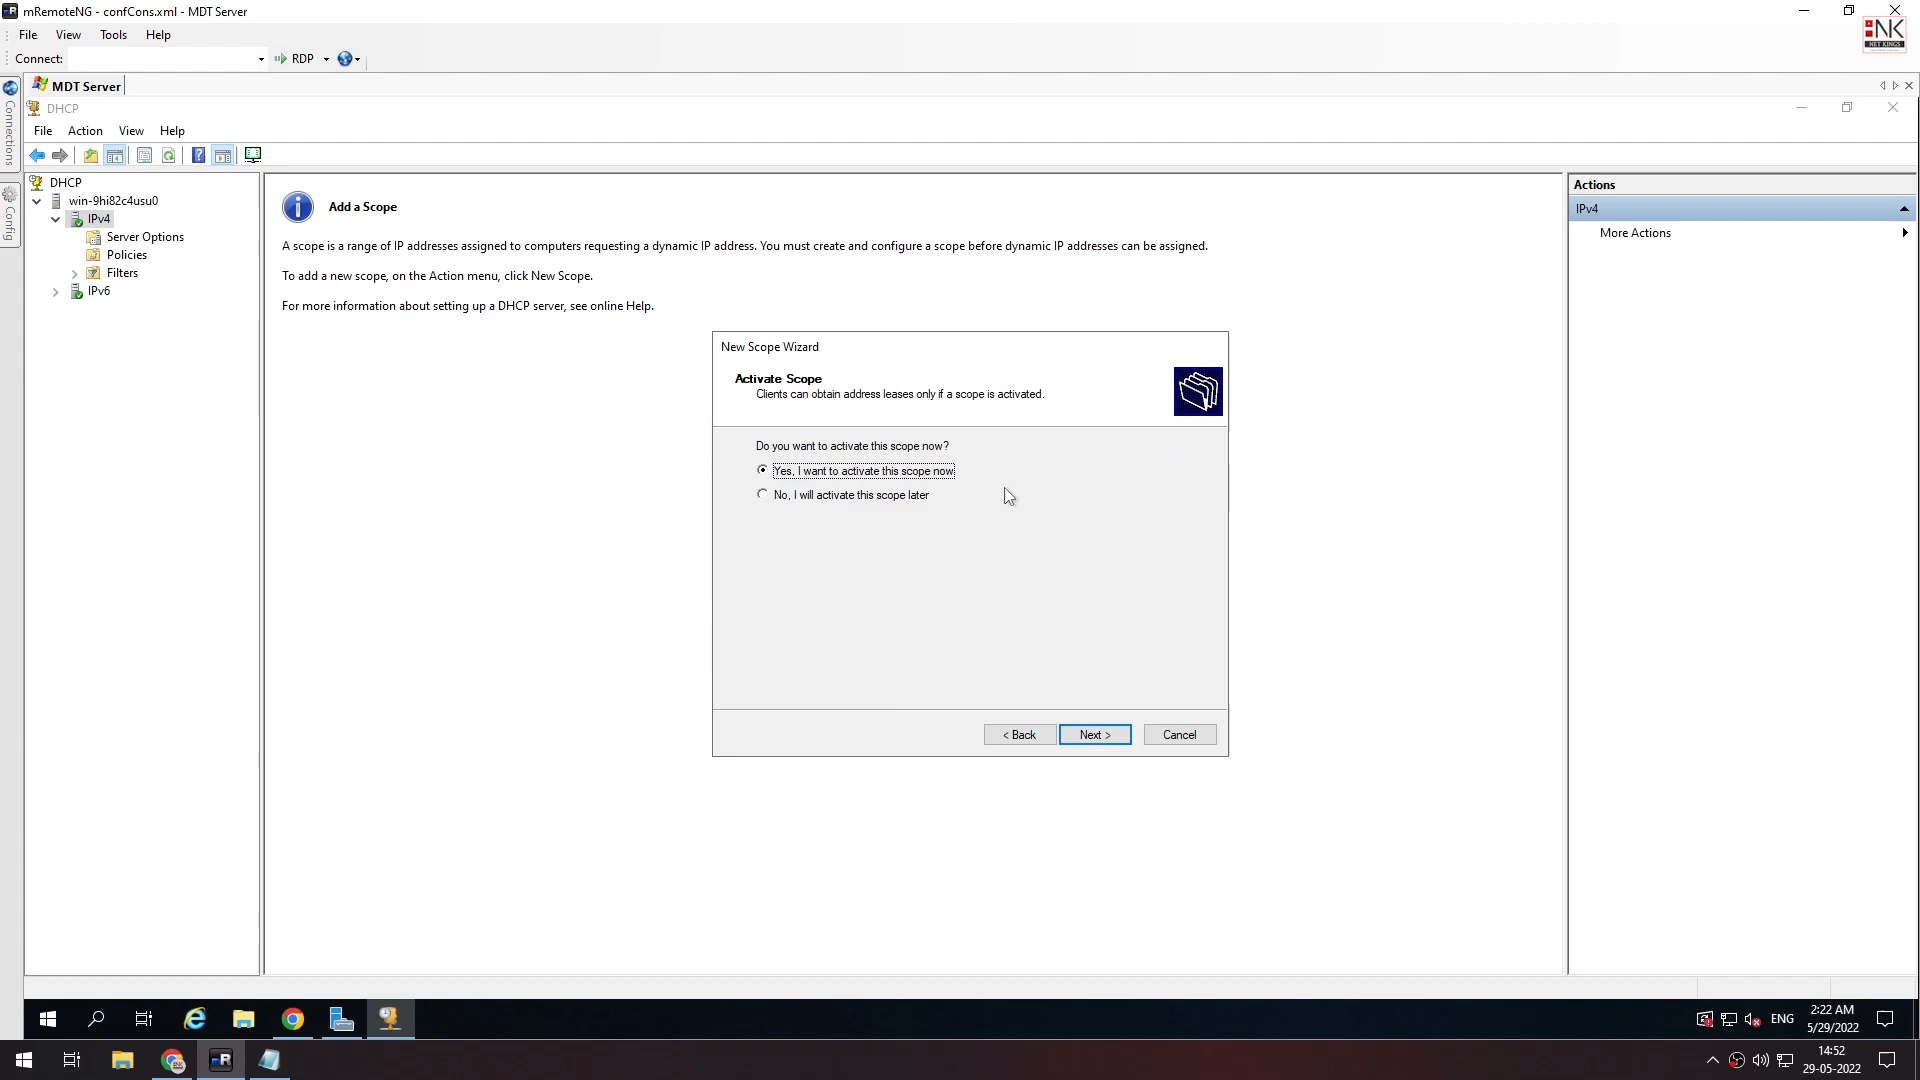 mRemoteNG - confCons.xml - MDT Server
File View Tools Help
Connect: RDP
NK
NET KINGS
Connections
Config
MDT Server
DHCP
File Action View Help
DHCP
win-9hi82c4usu0
IPv4
Server Options
Policies
Filters
IPv6
Add a Scope
A scope is a range of IP addresses assigned to computers requesting a dynamic IP address. You must create and configure a scope before dynamic IP addresses can be assigned.
To add a new scope, on the Action menu, click New Scope.
For more information about setting up a DHCP server, see online Help.
New Scope Wizard
Activate Scope
Clients can obtain address leases only if a scope is activated.
Do you want to activate this scope now?
Yes, I want to activate this scope now
No, I will activate this scope later
< Back Next > Cancel
Actions
IPv4
More Actions
ENG
2:22 AM
5/29/2022
mR
14:52
29-05-2022